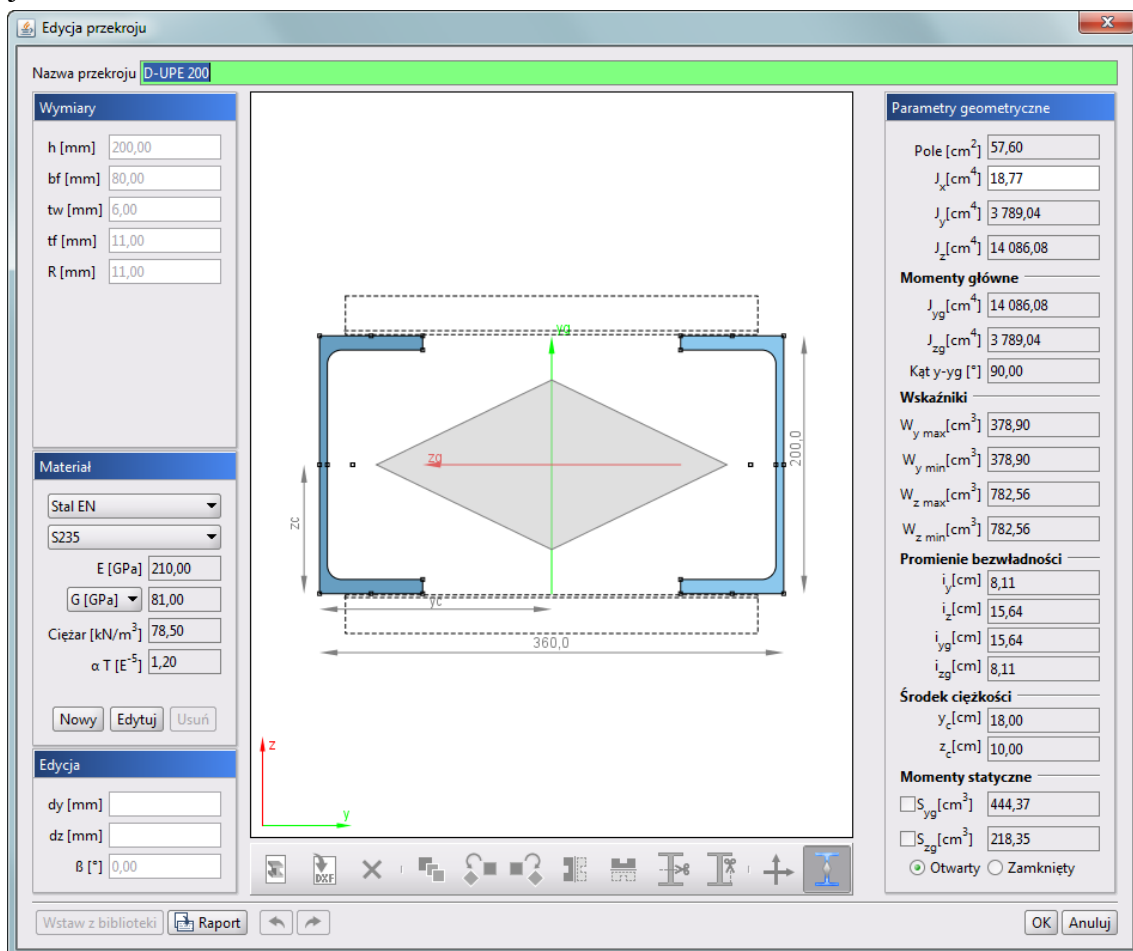 Edycja przekroju
Nazwa przekroju D-UPE 200
Wymiary
h [mm] 200,00
bf [mm] 80,00
tw [mm] 6,00
tf [mm] 11,00
R [mm] 11,00
Materiał
Stal EN
S235
E [GPa] 210,00
G [GPa] 81,00
Ciężar [kN/m³] 78,50
α T [E⁻⁵] 1,20
Nowy Edytuj Usuń
Edycja
dy [mm]
dz [mm]
ß [°] 0,00
yg
zg
200,0
zc
yc
360,0
z
y
DXF
Parametry geometryczne
Pole [cm²] 57,60
Jx[cm⁴] 18,77
Jy[cm⁴] 3 789,04
Jz[cm⁴] 14 086,08
Momenty główne
Jyg[cm⁴] 14 086,08
Jzg[cm⁴] 3 789,04
Kąt y-yg [°] 90,00
Wskaźniki
Wy max[cm³] 378,90
Wy min[cm³] 378,90
Wz max[cm³] 782,56
Wz min[cm³] 782,56
Promienie bezwładności
iy[cm] 8,11
iz[cm] 15,64
iyg[cm] 15,64
izg[cm] 8,11
Środek ciężkości
yc[cm] 18,00
zc[cm] 10,00
Momenty statyczne
Syg[cm³] 444,37
Szg[cm³] 218,35
Otwarty Zamknięty
Wstaw z biblioteki Raport
OK Anuluj